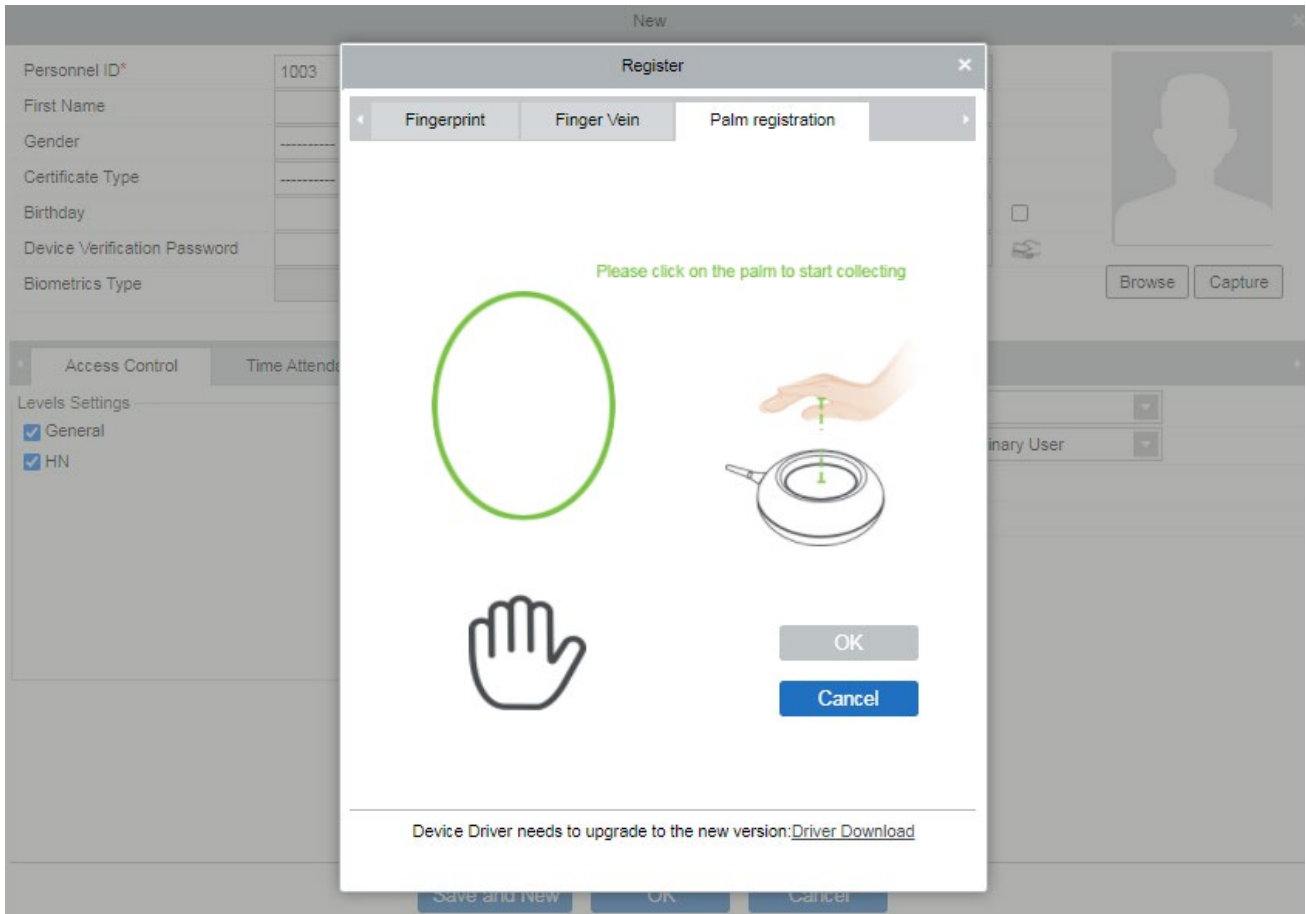 New
Register
Personnel ID*
1003
First Name
Gender
----------
Certificate Type
----------
Birthday
Device Verification Password
Biometrics Type
Fingerprint
Finger Vein
Palm registration
Browse
Capture
Please click on the palm to start collecting
Access Control
Time Attenda
Levels Settings
General
HN
inary User
OK
Cancel
Device Driver needs to upgrade to the new version:Driver Download
Save and New
OK
Cancel